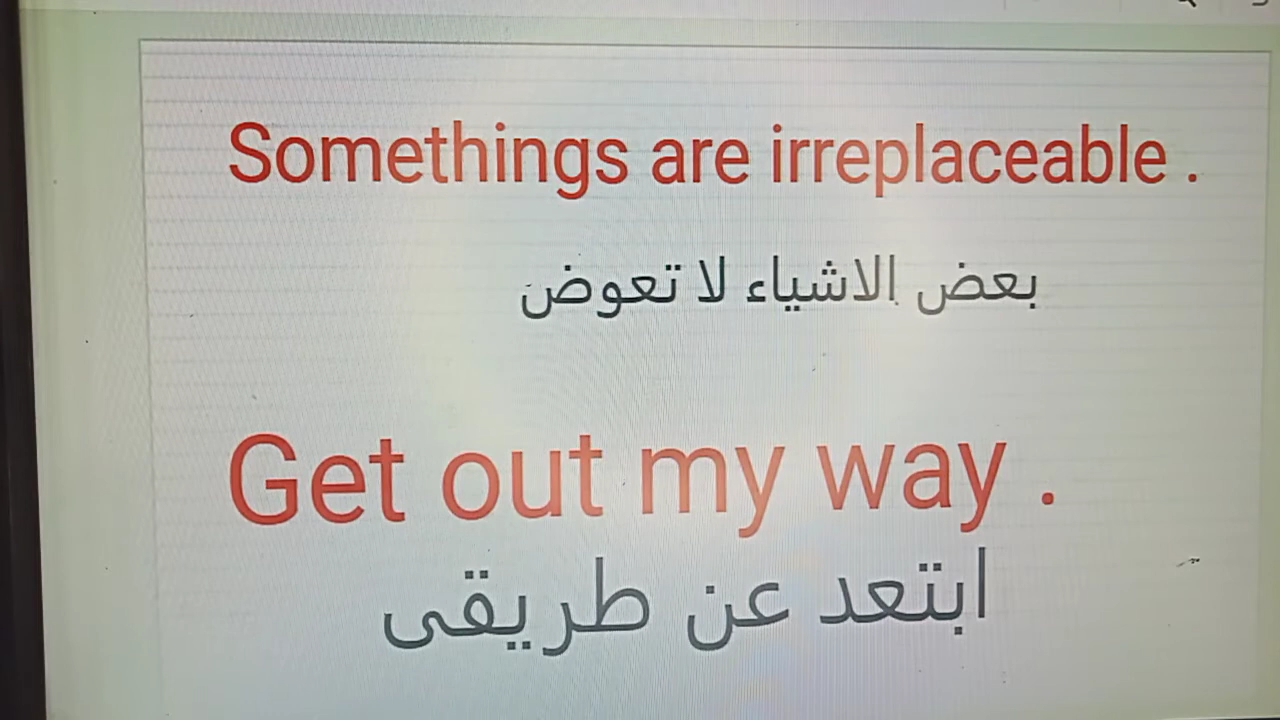 Somethings are irreplaceable .
بعض الاشياء لا تعوض
Get out my way .
ابتعد عن طريقى